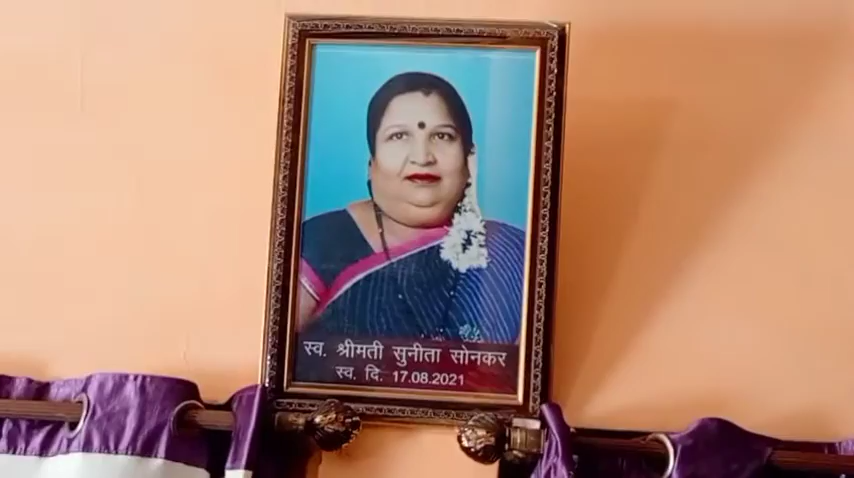 स्व. श्रीमती सुनीता सोनकर
स्व. दि. 17.08.2021